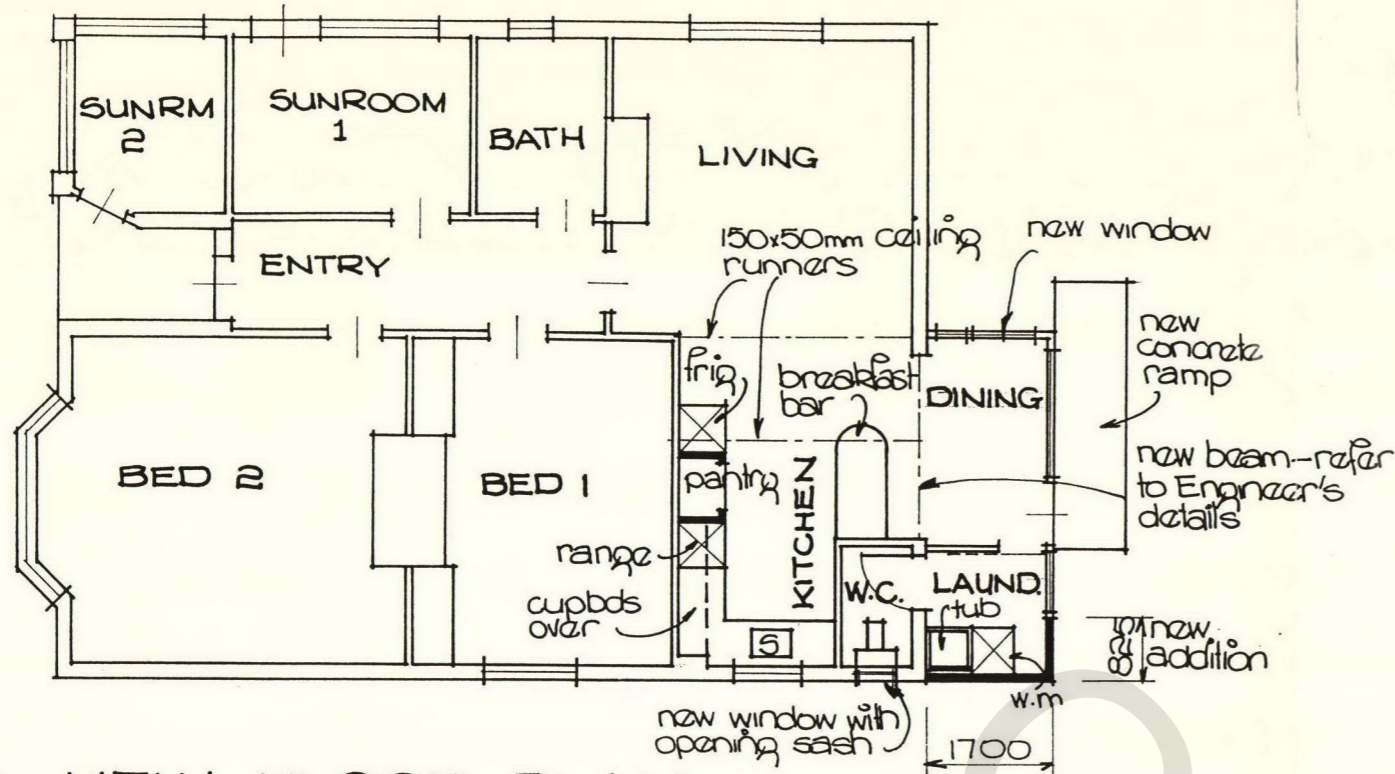 SUNRM
2
SUNROOM
1
BATH
LIVING
ENTRY
150x50mm ceiling
runners
new window
new
concrete
ramp
frig
breakfast
bar
DINING
BED 2
BED 1
pantry
KITCHEN
new beam—refer
to Engineer's
details
range
W.C.
LAUND.
tub
cupbds
over
S
825
new
addition
w.m
new window with
opening sash
1700